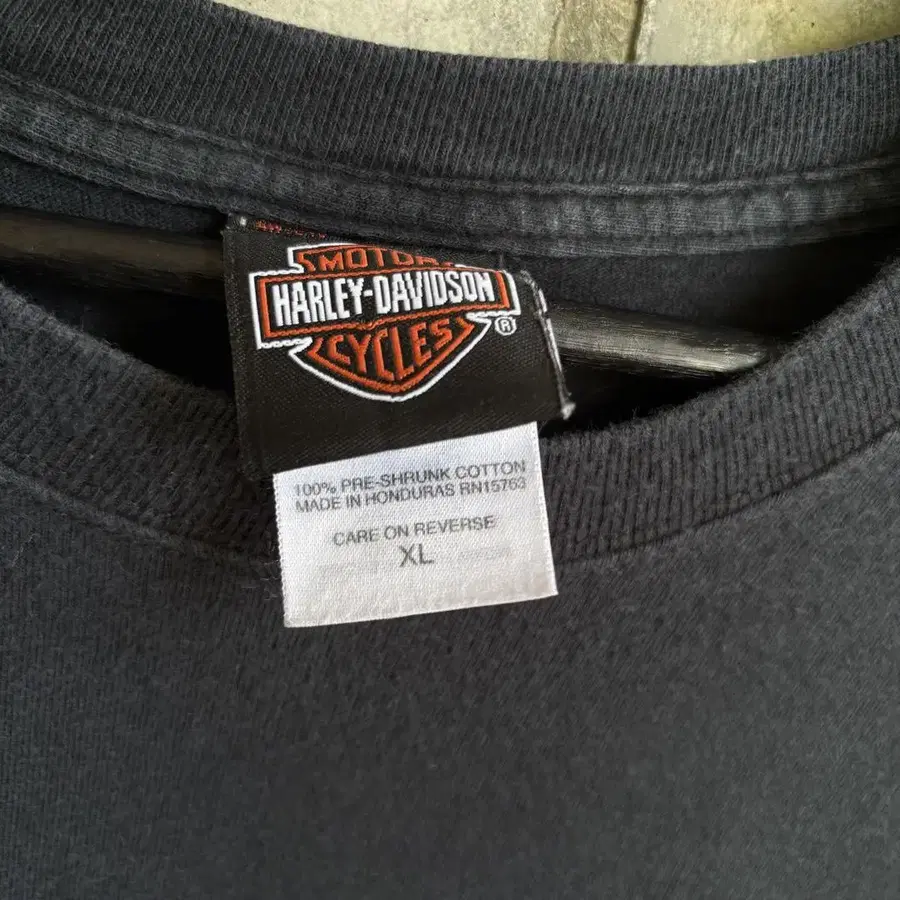 MOTOR
HARLEY-DAVIDSON
®
CYCLES
100% PRE-SHRUNK COTTON
MADE IN HONDURAS RN15763
CARE ON REVERSE
XL